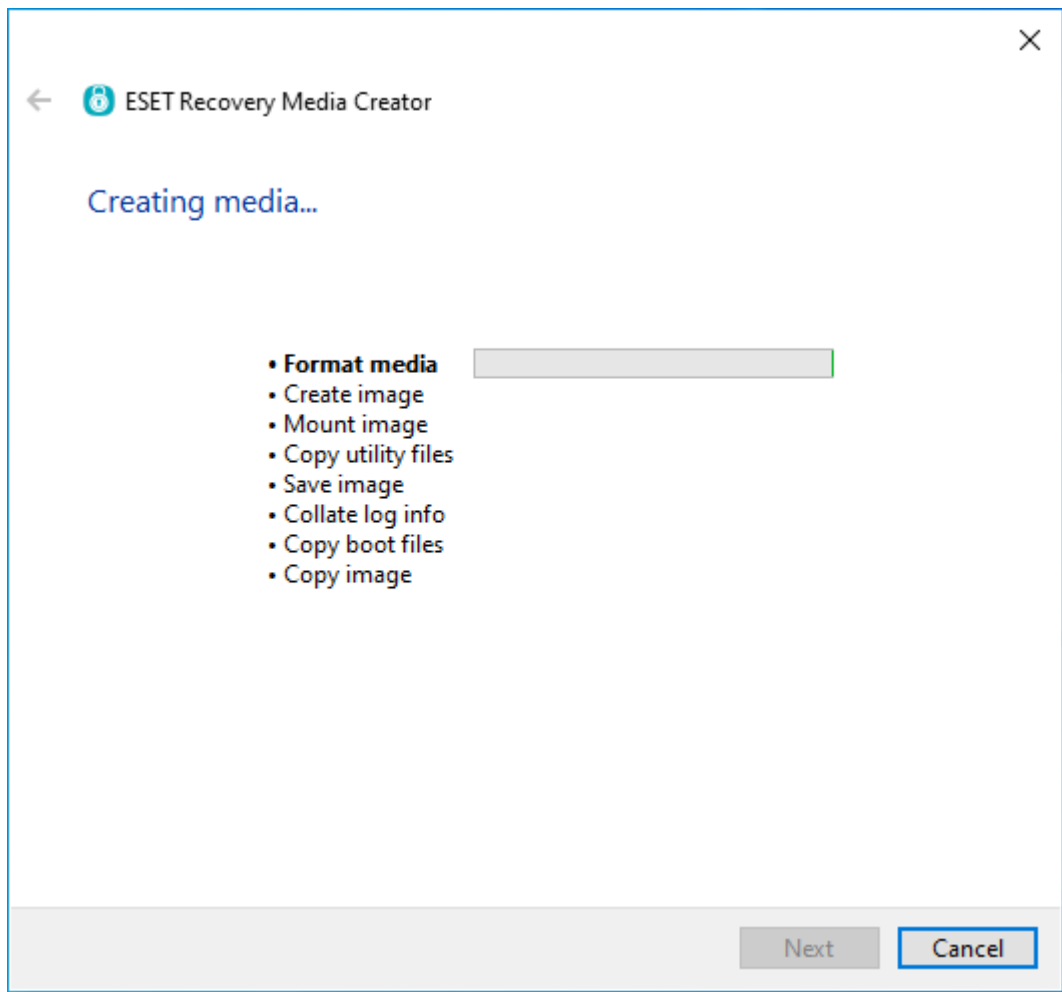 ESET Recovery Media Creator
Creating media...
• Format media
• Create image
• Mount image
• Copy utility files
• Save image
• Collate log info
• Copy boot files
• Copy image
Next
Cancel